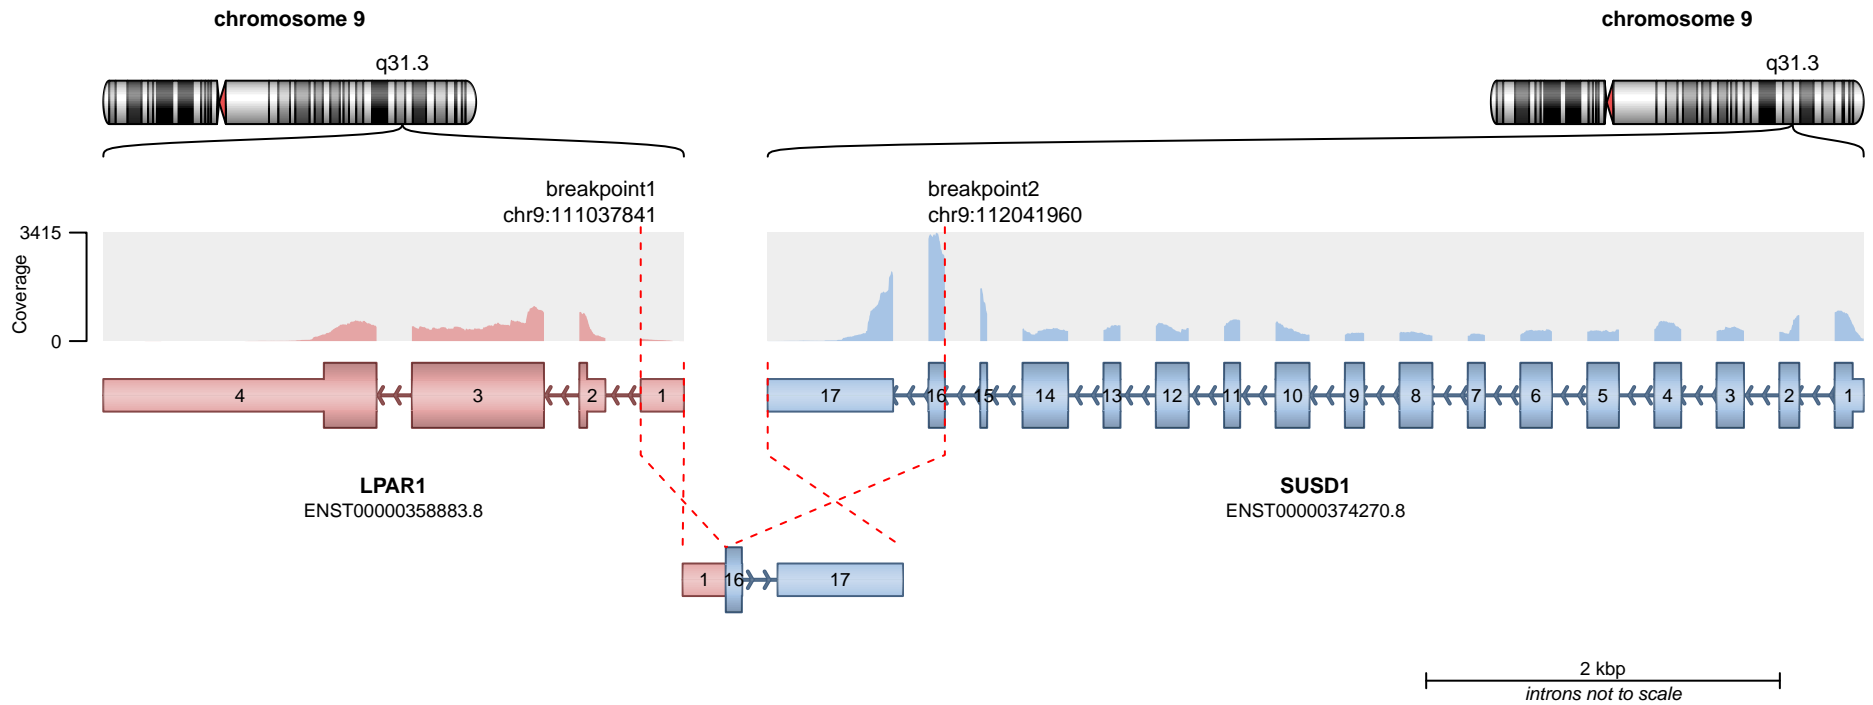 chromosome 9
chromosome 9
q31.3
q31.3
breakpoint1
chr9:111037841
breakpoint2
chr9:112041960
3415
Coverage
0
4
3
2
1
17
16
15
14
13
12
11
10
9
8
7
6
5
4
3
2
1
LPAR1
ENST00000358883.8
SUSD1
ENST00000374270.8
1
16
17
2 kbp
introns not to scale